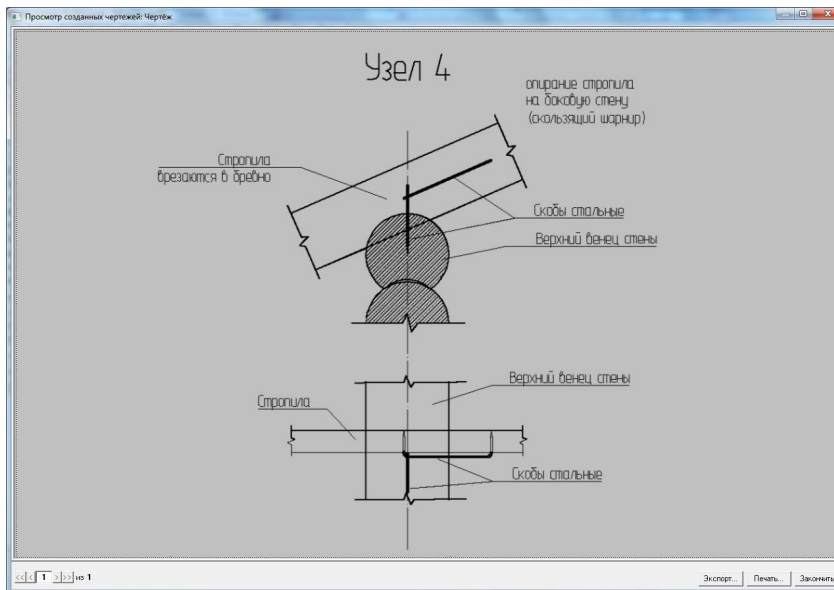 Просмотр созданных чертежей: Чертёж
Узел 4
опирание стропила
на боковую стену
(скользящий шарнир)
Стропила
врезаются в бревно
Скобы стальные
Верхний венец стены
Верхний венец стены
Стропила
Скобы стальные
<< < 1 > >> из 1
Экспорт... Печать... Закончить